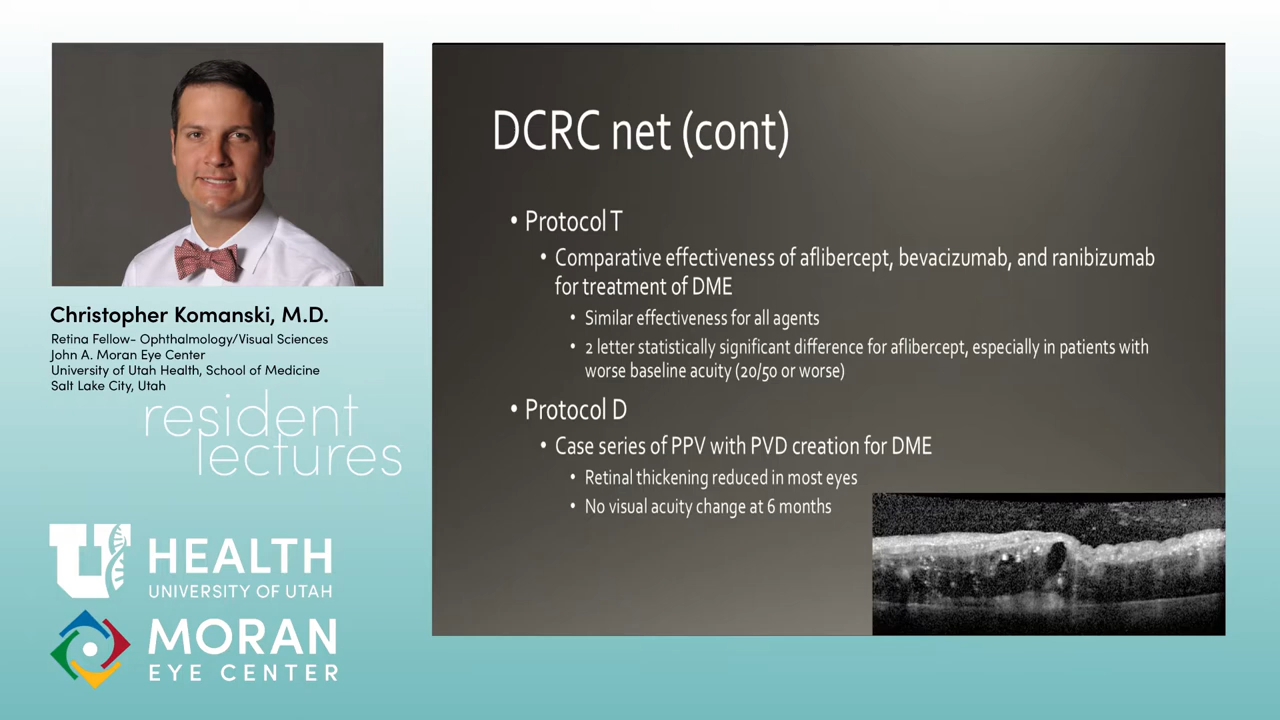 Christopher Komanski, M.D.
Retina Fellow- Ophthalmology/Visual Sciences
John A. Moran Eye Center
University of Utah Health, School of Medicine
Salt Lake City, Utah
resident
lectures
U HEALTH
UNIVERSITY OF UTAH
MORAN
EYE CENTER
DCRC net (cont)
• Protocol T
• Comparative effectiveness of aflibercept, bevacizumab, and ranibizumab
for treatment of DME
• Similar effectiveness for all agents
• 2 letter statistically significant difference for aflibercept, especially in patients with
worse baseline acuity (20/50 or worse)
• Protocol D
• Case series of PPV with PVD creation for DME
• Retinal thickening reduced in most eyes
• No visual acuity change at 6 months